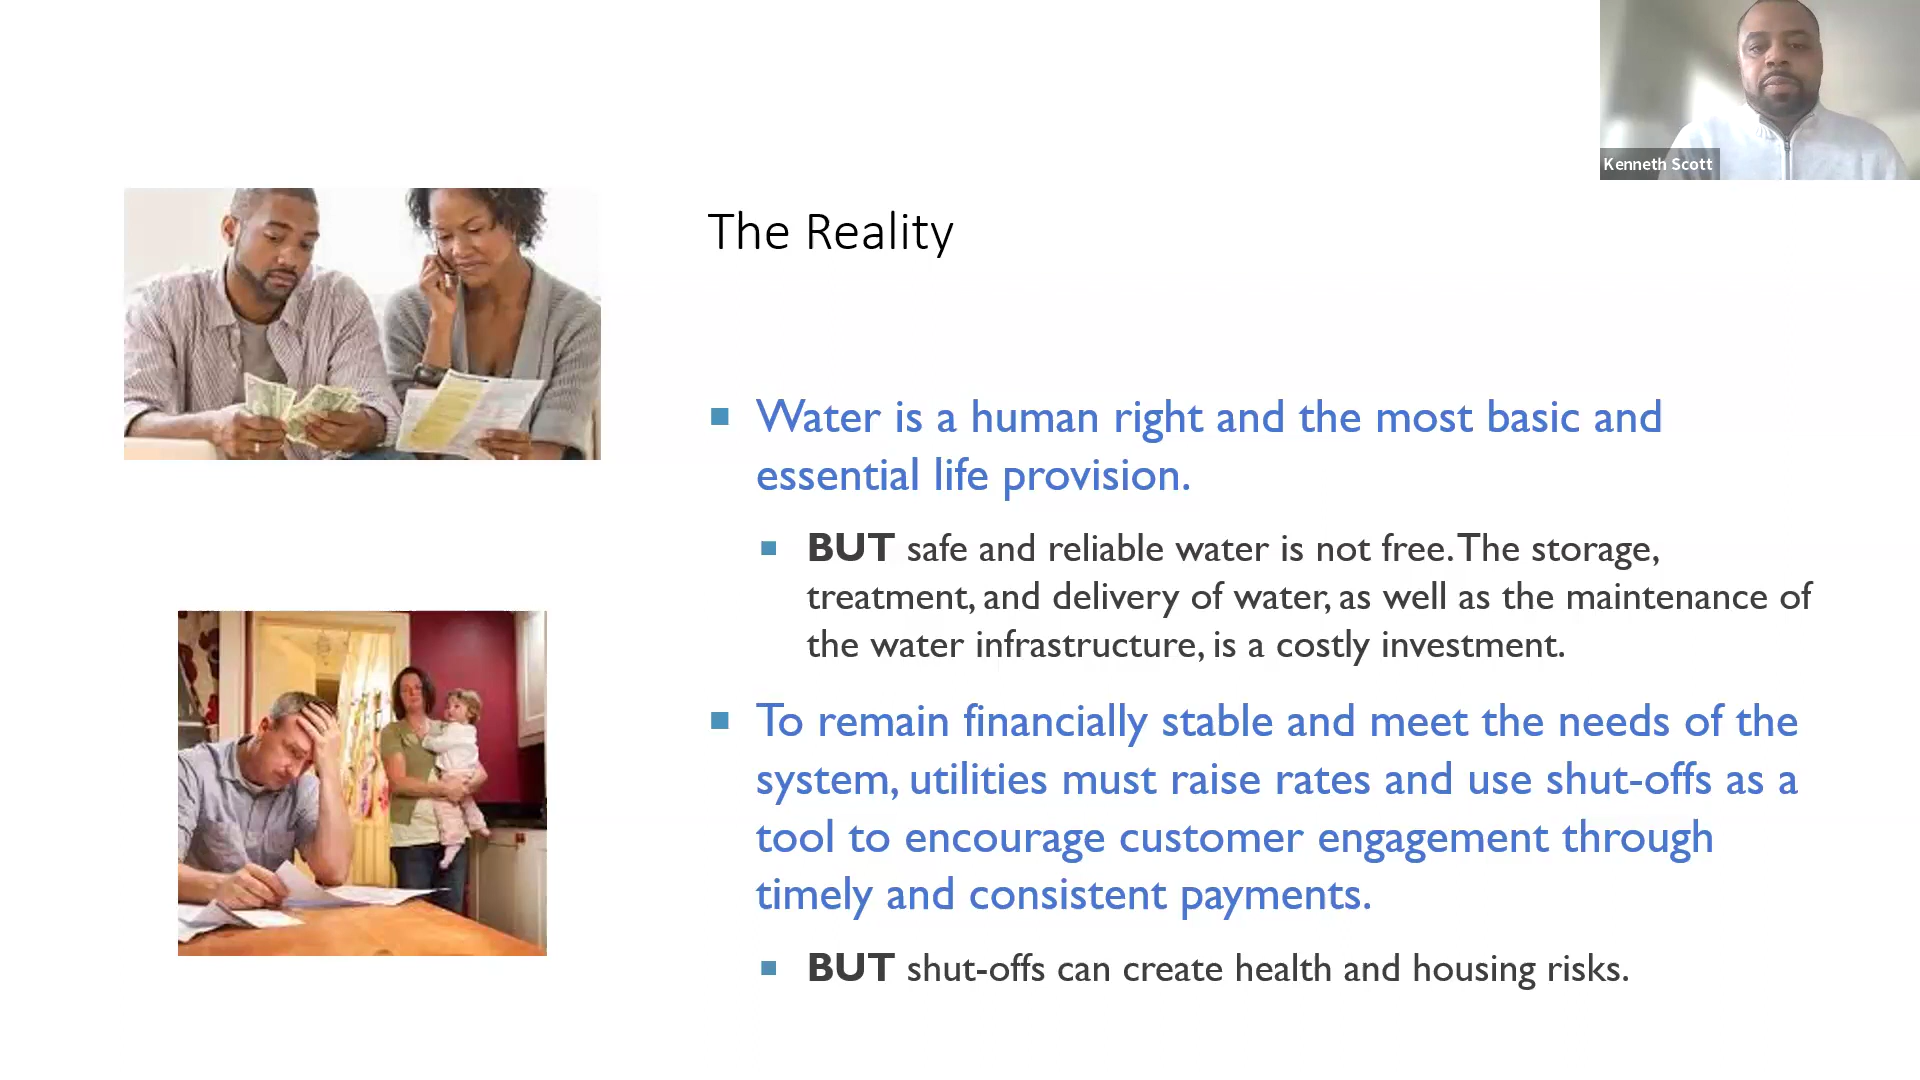 Kenneth Scott
The Reality
Water is a human right and the most basic and
essential life provision.
BUT safe and reliable water is not free. The storage,
treatment, and delivery of water, as well as the maintenance of
the water infrastructure, is a costly investment.
To remain financially stable and meet the needs of the
system, utilities must raise rates and use shut-offs as a
tool to encourage customer engagement through
timely and consistent payments.
BUT shut-offs can create health and housing risks.